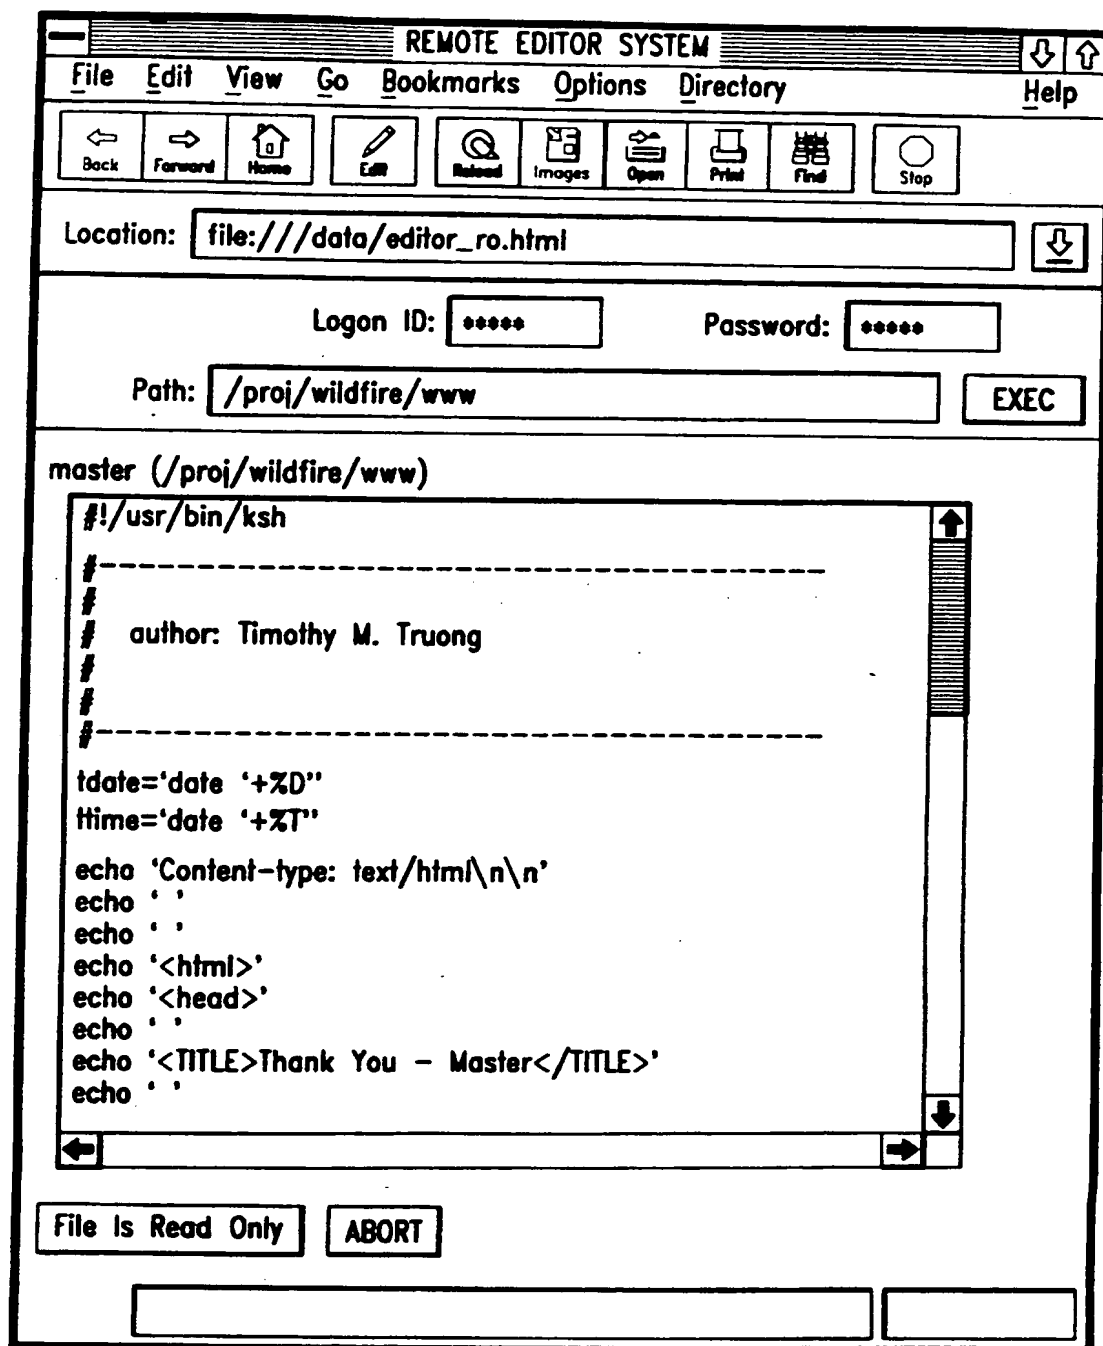 REMOTE EDITOR SYSTEM
File Edit View Go Bookmarks Options Directory Help
Back Forward Home Edit Reload Images Open Print Find Stop
Location: file:///data/editor_ro.html
Logon ID: ***** Password: *****
Path: /proj/wildfire/www EXEC
master (/proj/wildfire/www)
#!/usr/bin/ksh
#---------------------------------------
#
#
# author: Timothy M. Truong
#
#
#---------------------------------------
tdate=‘date ‘+%D’’
ttime=‘date ‘+%T’’
echo ‘Content-type: text/html\n\n’
echo ‘ ’
echo ‘ ’
echo ‘<html>’
echo ‘<head>’
echo ‘ ’
echo ‘<TITLE>Thank You - Master</TITLE>’
echo ‘ ’
File Is Read Only ABORT